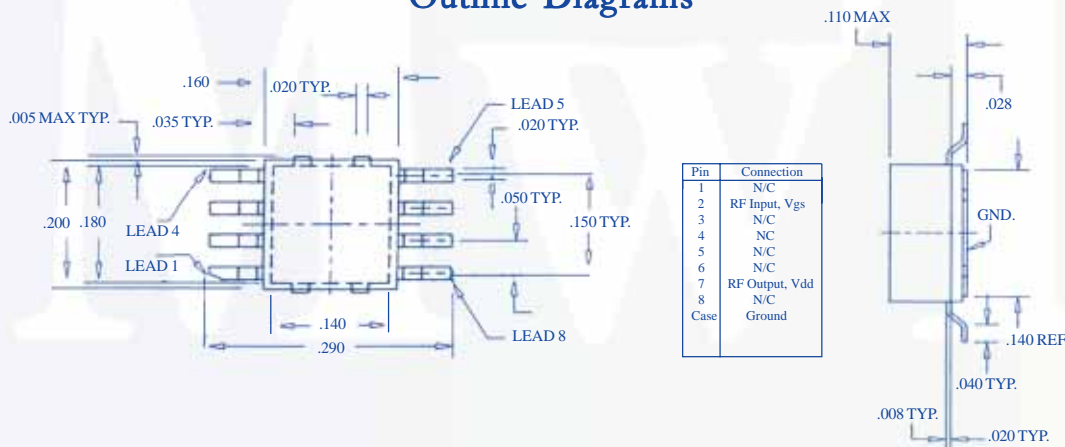 Outline Diagrams
.110 MAX
.160
.020 TYP.
LEAD 5
.005 MAX TYP.
.035 TYP.
.020 TYP.
.028
.200
.180
LEAD 4
.050 TYP.
.150 TYP.
LEAD 1
.140
.290
LEAD 8
Pin Connection
1 N/C
2 RF Input, Vgs
3 N/C
4 NC
5 N/C
6 N/C
7 RF Output, Vdd
8 N/C
Case Ground
GND.
.140 REF
.040 TYP.
.008 TYP.
.020 TYP.